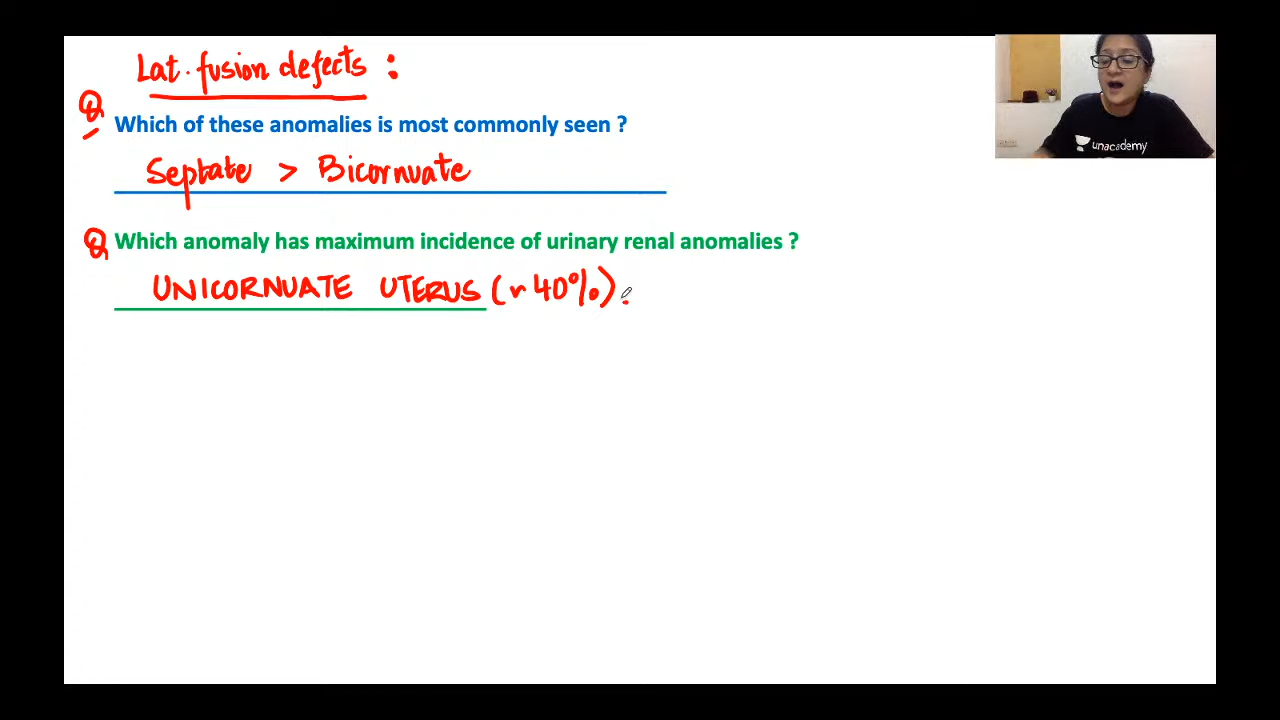 Lat. fusion defects :
Q
Which of these anomalies is most commonly seen ?
Septate > Bicornuate
Q Which anomaly has maximum incidence of urinary renal anomalies ?
UNICORNUATE UTERUS (~ 40%).
unacademy